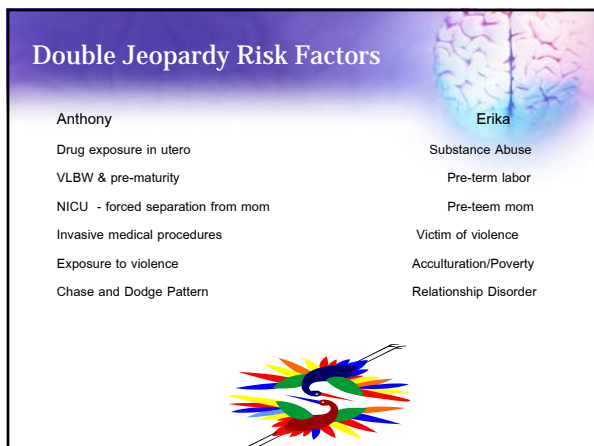 Double Jeopardy Risk Factors
Anthony Erika
Drug exposure in utero Substance Abuse
VLBW & pre-maturity Pre-term labor
NICU - forced separation from mom Pre-teem mom
Invasive medical procedures Victim of violence
Exposure to violence Acculturation/Poverty
Chase and Dodge Pattern Relationship Disorder